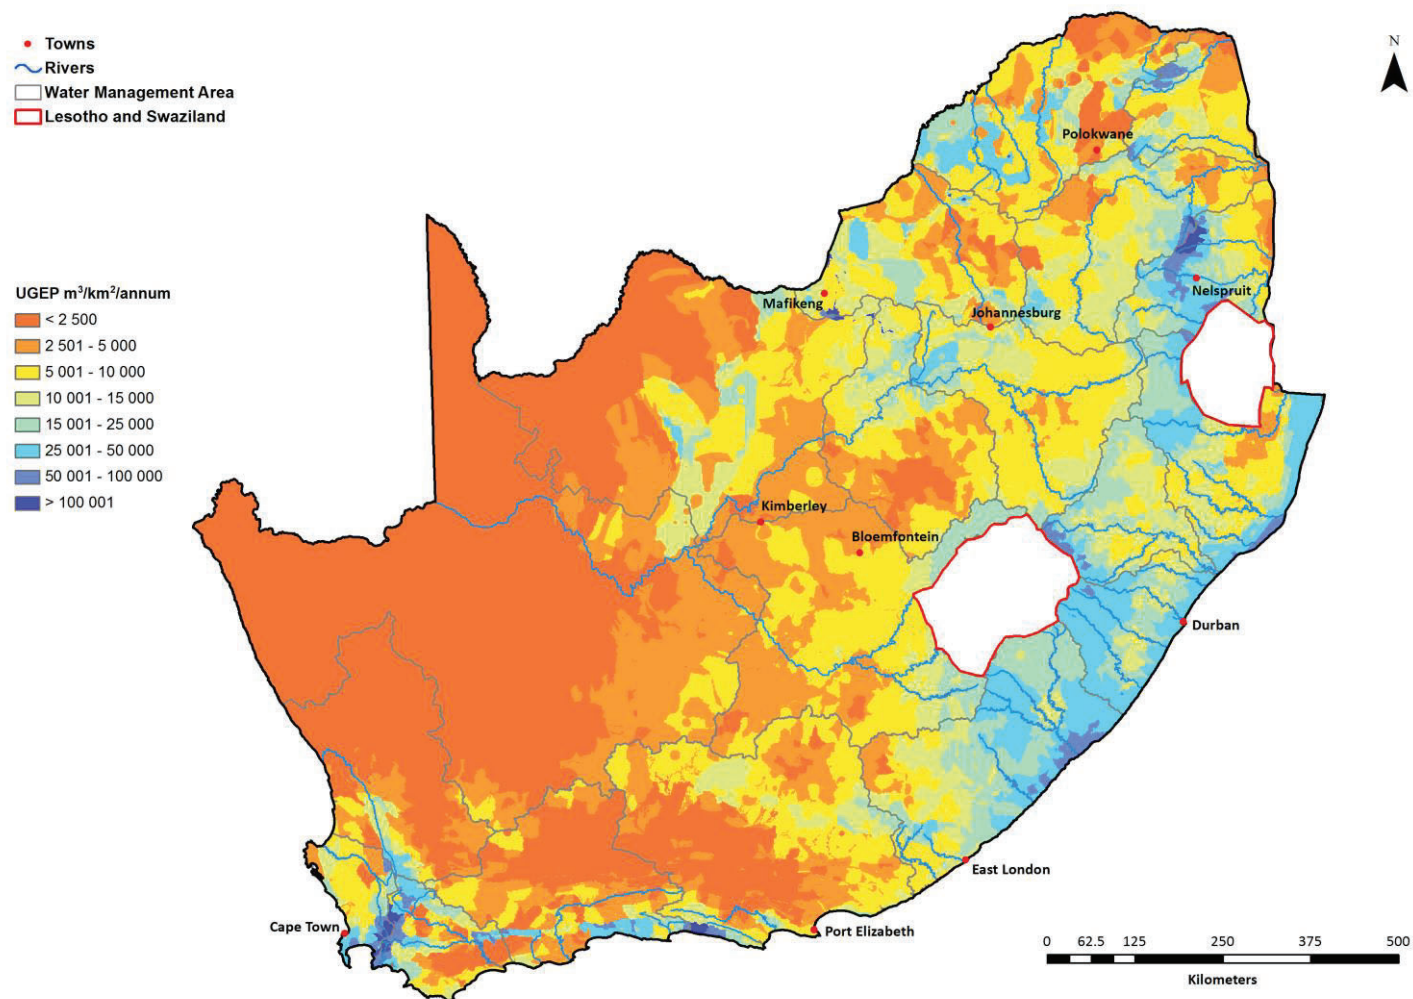 Towns
Rivers
Water Management Area
Lesotho and Swaziland
N
UGEP m³/km²/annum
< 2 500
2 501 - 5 000
5 001 - 10 000
10 001 - 15 000
15 001 - 25 000
25 001 - 50 000
50 001 - 100 000
> 100 001
Polokwane
Nelspruit
Mafikeng
Johannesburg
Kimberley
Bloemfontein
Durban
East London
Cape Town
Port Elizabeth
0 62.5 125 250 375 500
Kilometers